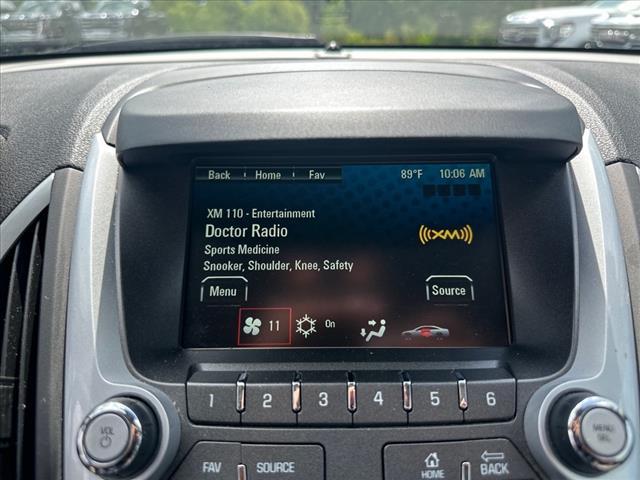 Back Home Fav 89°F 10:06 AM
XM 110 - Entertainment
Doctor Radio
((XM))
Sports Medicine
Snooker, Shoulder, Knee, Safety
Menu Source
11 On
1 2 3 4 5 6
VOL
MENU
SEL
FAV SOURCE HOME BACK